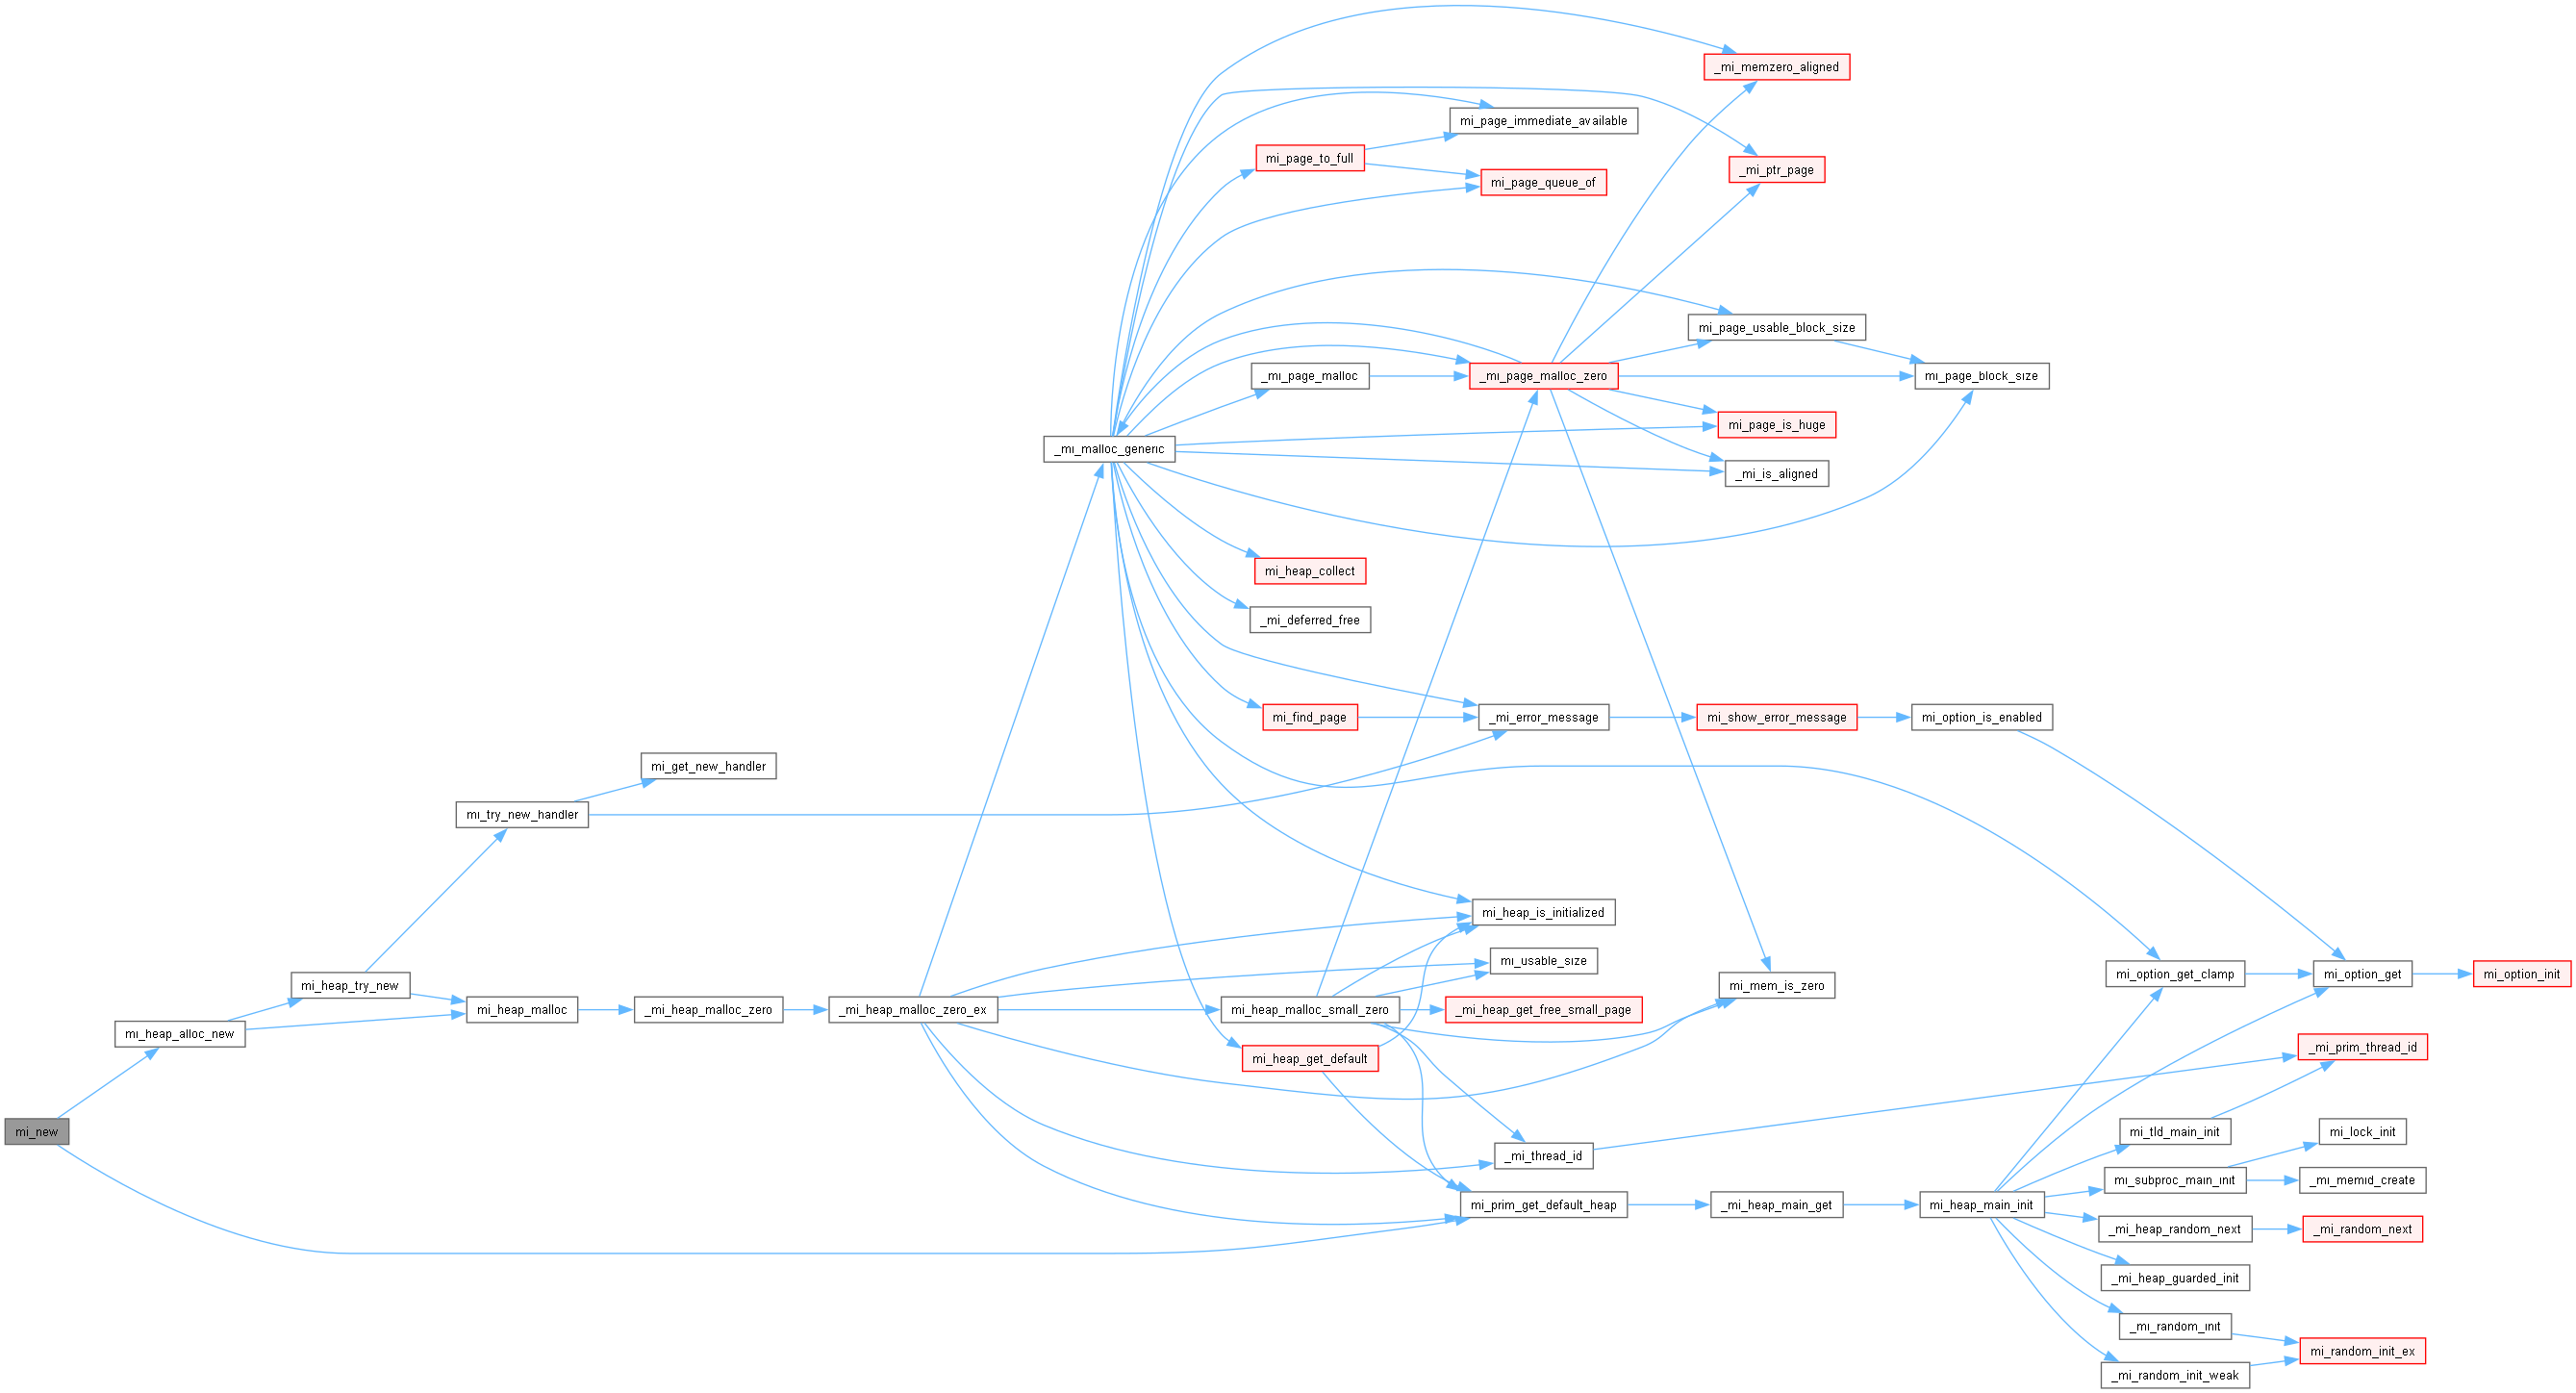 _mi_memzero_aligned
mi_page_immediate_available
mi_page_to_full
_mi_ptr_page
mi_page_queue_of
mi_page_usable_block_size
_mi_page_malloc
_mi_page_malloc_zero
mi_page_block_size
mi_page_is_huge
_mi_malloc_generic
_mi_is_aligned
mi_heap_collect
_mi_deferred_free
mi_find_page
_mi_error_message
mi_show_error_message
mi_option_is_enabled
mi_get_new_handler
mi_try_new_handler
mi_heap_is_initialized
mi_usable_size
mi_option_get_clamp
mi_option_get
mi_option_init
mi_heap_try_new
mi_mem_is_zero
mi_heap_malloc
_mi_heap_malloc_zero
_mi_heap_malloc_zero_ex
mi_heap_malloc_small_zero
_mi_heap_get_free_small_page
mi_heap_alloc_new
mi_heap_get_default
_mi_prim_thread_id
mi_new
mi_tld_main_init
mi_lock_init
_mi_thread_id
mi_subproc_main_init
_mi_memid_create
mi_prim_get_default_heap
_mi_heap_main_get
mi_heap_main_init
_mi_heap_random_next
_mi_random_next
_mi_heap_guarded_init
_mi_random_init
mi_random_init_ex
_mi_random_init_weak